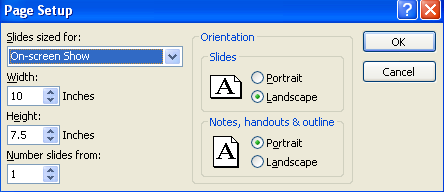 Page Setup
Slides sized for:
On-screen Show
Width:
10 Inches
Height:
7.5 Inches
Number slides from:
1
Orientation
Slides
A
Portrait
Landscape
Notes, handouts & outline
A
Portrait
Landscape
OK
Cancel